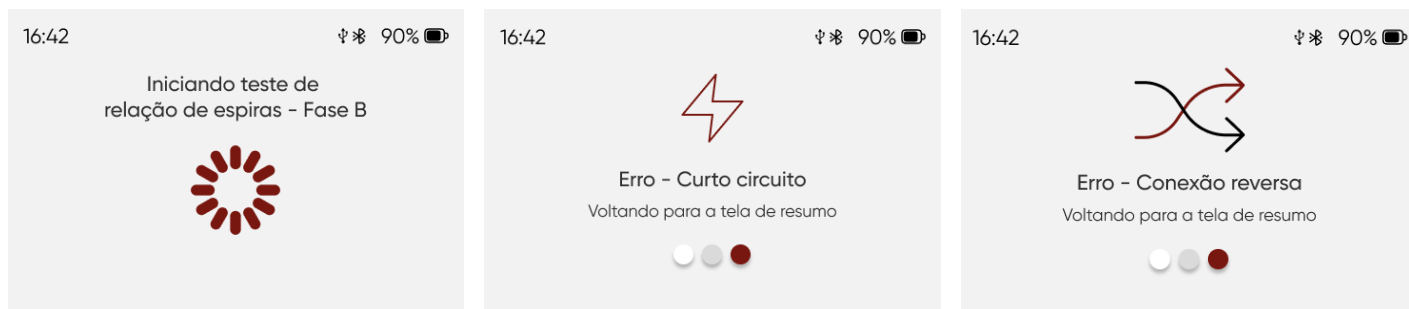 16:42 90%
Iniciando teste de
relação de espiras - Fase B
16:42 90%
Erro - Curto circuito
Voltando para a tela de resumo
16:42 90%
Erro - Conexão reversa
Voltando para a tela de resumo